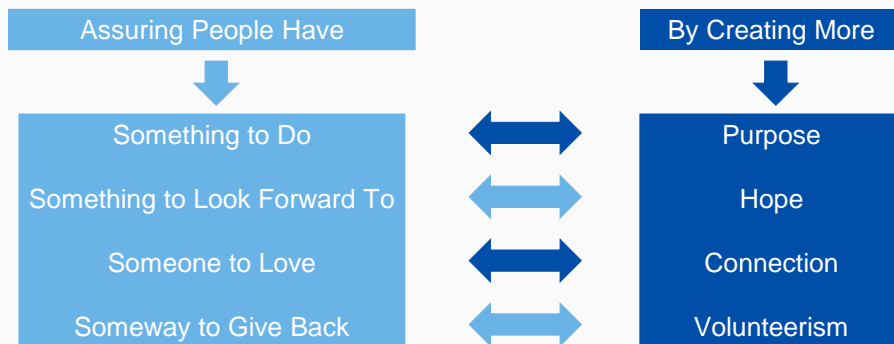 Assuring People Have
By Creating More
Something to Do
Purpose
Something to Look Forward To
Hope
Someone to Love
Connection
Someway to Give Back
Volunteerism